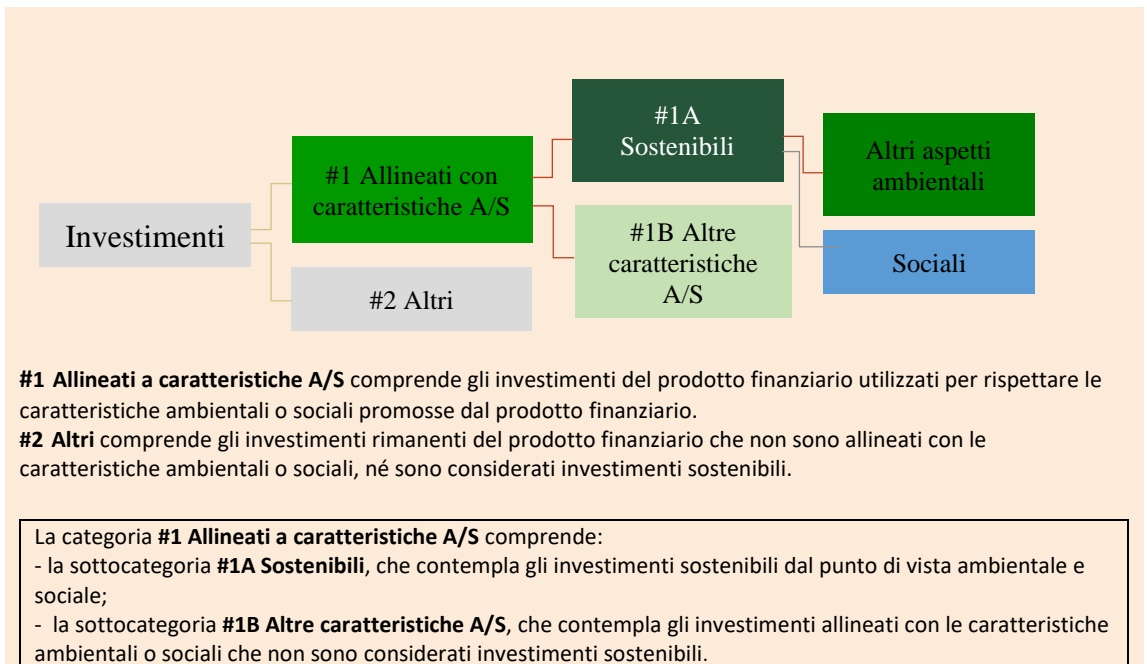 #1A
Sostenibili
Altri aspetti
ambientali
#1 Allineati con
caratteristiche A/S
Investimenti
#1B Altre
caratteristiche
A/S
Sociali
#2 Altri
#1 Allineati a caratteristiche A/S comprende gli investimenti del prodotto finanziario utilizzati per rispettare le
caratteristiche ambientali o sociali promosse dal prodotto finanziario.
#2 Altri comprende gli investimenti rimanenti del prodotto finanziario che non sono allineati con le
caratteristiche ambientali o sociali, né sono considerati investimenti sostenibili.
La categoria #1 Allineati a caratteristiche A/S comprende:
- la sottocategoria #1A Sostenibili, che contempla gli investimenti sostenibili dal punto di vista ambientale e
sociale;
- la sottocategoria #1B Altre caratteristiche A/S, che contempla gli investimenti allineati con le caratteristiche
ambientali o sociali che non sono considerati investimenti sostenibili.